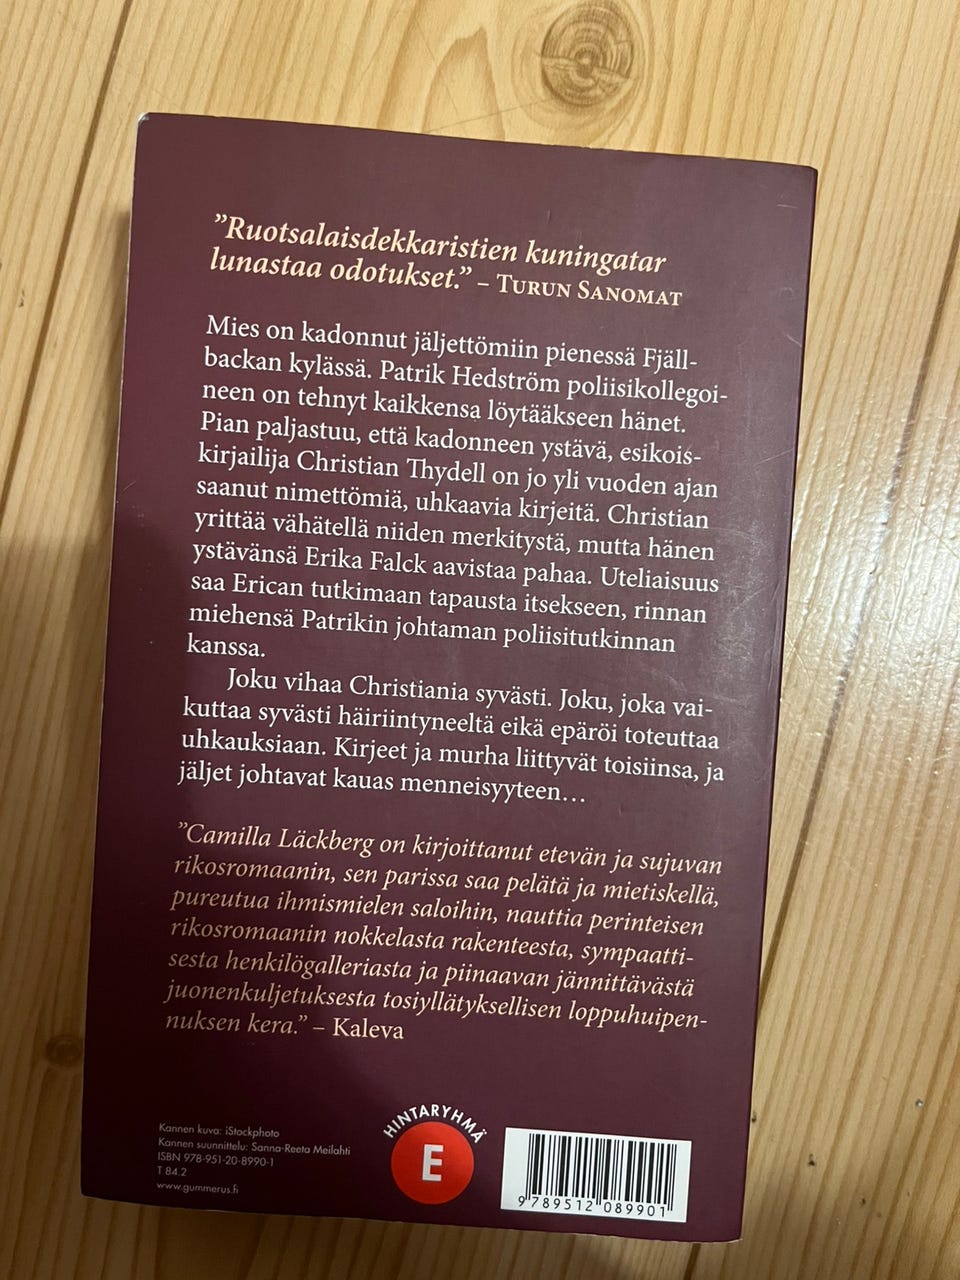 ”Ruotsalaisdekkaristien kuningatar
lunastaa odotukset.” – Turun Sanomat
Mies on kadonnut jäljettömiin pienessä Fjäll-
backan kylässä. Patrik Hedström poliisikollegoi-
neen on tehnyt kaikkensa löytääkseen hänet.
Pian paljastuu, että kadonneen ystävä, esikois-
kirjailija Christian Thydell on jo yli vuoden ajan
saanut nimettömiä, uhkaavia kirjeitä. Christian
yrittää vähätellä niiden merkitystä, mutta hänen
ystävänsä Erika Falck aavistaa pahaa. Uteliaisuus
saa Erican tutkimaan tapausta itsekseen, rinnan
miehensä Patrikin johtaman poliisitutkinnan
kanssa.
Joku vihaa Christiania syvästi. Joku, joka vai-
kuttaa syvästi häiriintyneeltä eikä epäröi toteuttaa
uhkauksiaan. Kirjeet ja murha liittyvät toisiinsa, ja
jäljet johtavat kauas menneisyyteen…
”Camilla Läckberg on kirjoittanut etevän ja sujuvan
rikosromaanin, sen parissa saa pelätä ja mietiskellä,
pureutua ihmismielen saloihin, nauttia perinteisen
rikosromaanin nokkelasta rakenteesta, sympaatti-
sesta henkilögalleriasta ja piinaavan jännittävästä
juonenkuljetuksesta tosiyllätyksellisen loppuhuipen-
nuksen kera.” – Kaleva
Kannen kuva: iStockphoto
Kannen suunnittelu: Sanna-Reeta Meilahti
ISBN 978-951-20-8990-1
T 84.2
www.gummerus.fi
HINTARYHMÄ
E
9 789512 089901